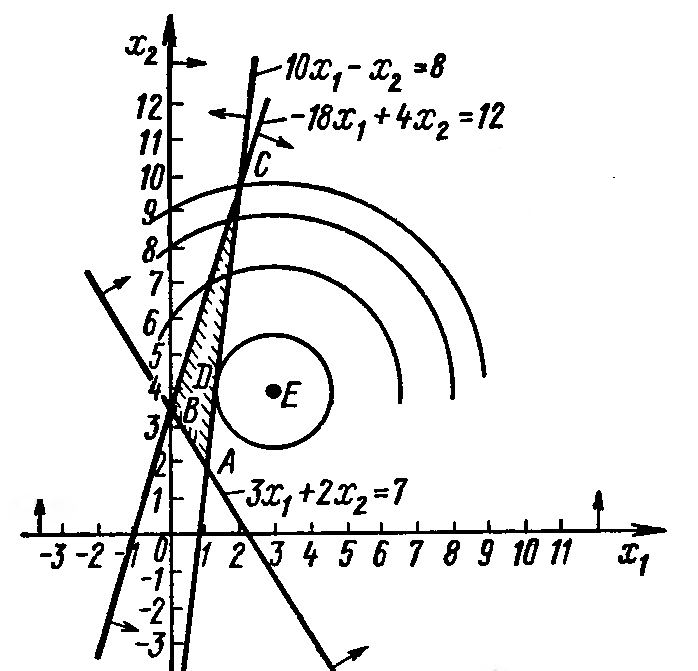 x₂
10x₁ – x₂ = 8
–18x₁ + 4x₂ = 12
12
11
10
9
8
7
6
5
4
3
2
1
C
D
E
B
A
3x₁ + 2x₂ = 7
-3 -2 -1 0 1 2 3 4 5 6 7 8 9 10 11 x₁
-1
-2
-3